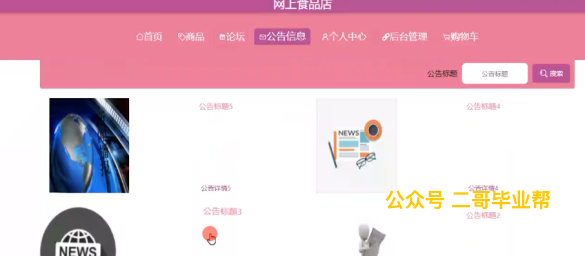 网上食品店
首页 商品 论坛 公告信息 个人中心 后台管理 购物车
公告标题 公告标题 搜索
公告标题5 公告标题4
NEWS
公告详情5 公告详情4
公众号 二哥毕业帮
公告标题3 公告标题2
NEWS